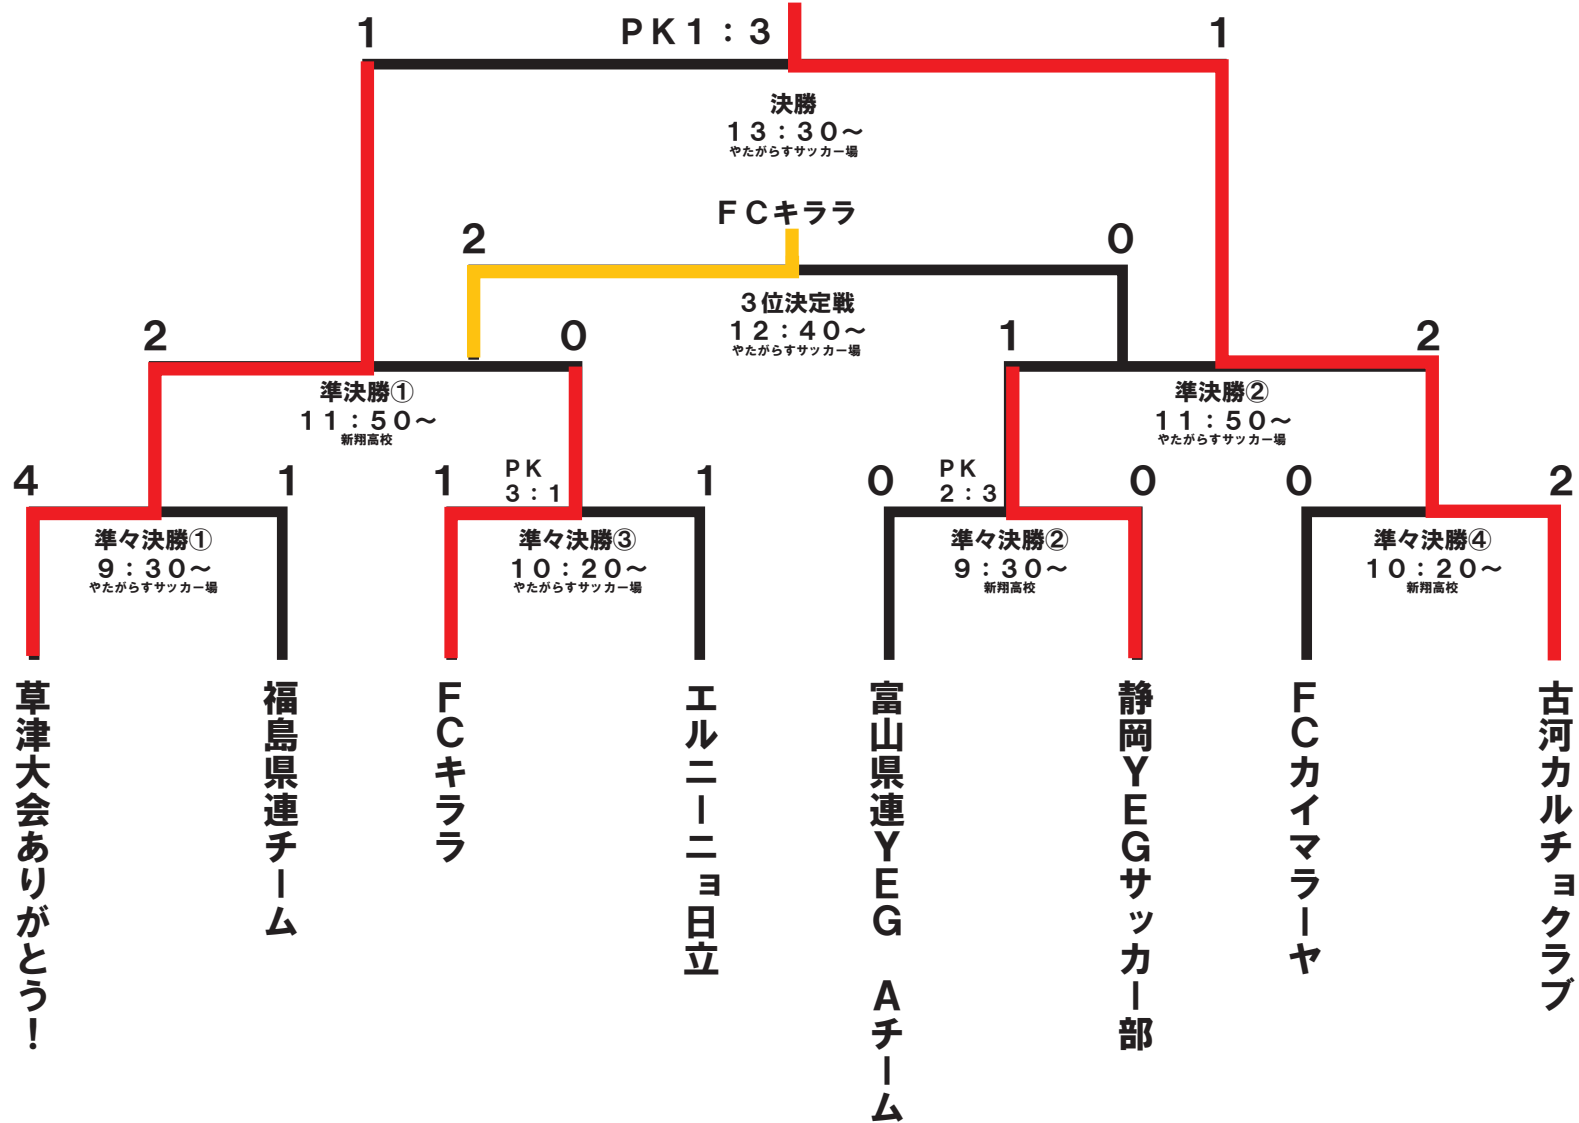 1
PK1：3
1
決勝
13：30～
やたがらすサッカー場
FCキララ
2
0
3位決定戦
12：40～
やたがらすサッカー場
2
0
1
2
準決勝①
11：50～
新翔高校
準決勝②
11：50～
やたがらすサッカー場
4
1
1
PK
3：1
1
0
PK
2：3
0
0
2
準々決勝①
9：30～
やたがらすサッカー場
準々決勝③
10：20～
やたがらすサッカー場
準々決勝②
9：30～
新翔高校
準々決勝④
10：20～
新翔高校
草津大会ありがとう！
福島県連チーム
FCキララ
エルニーニョ日立
富山県連YEG Aチーム
静岡YEGサッカー部
FCカイマラーヤ
古河カルチョクラブ